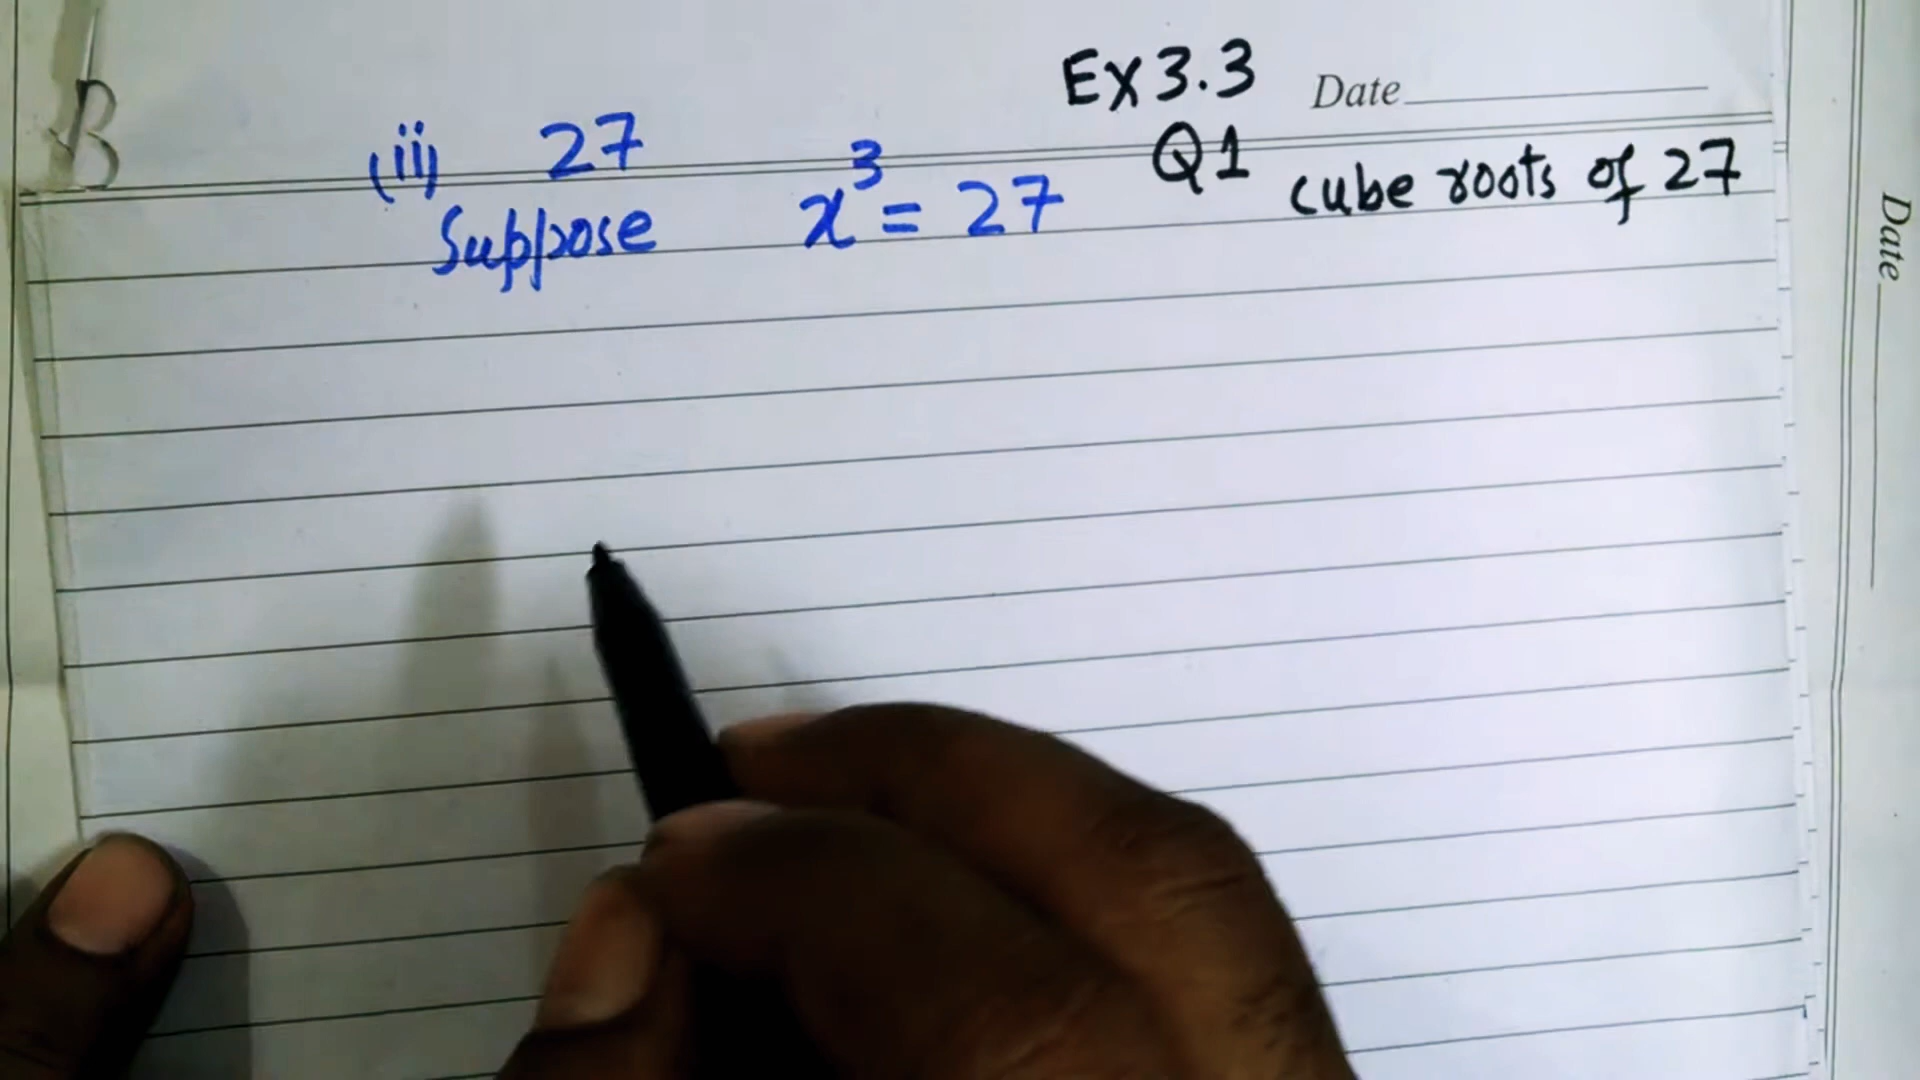 Ex 3.3 Date
B
(ii) 27
Q1 cube roots of 27
Suppose x³ = 27
Date